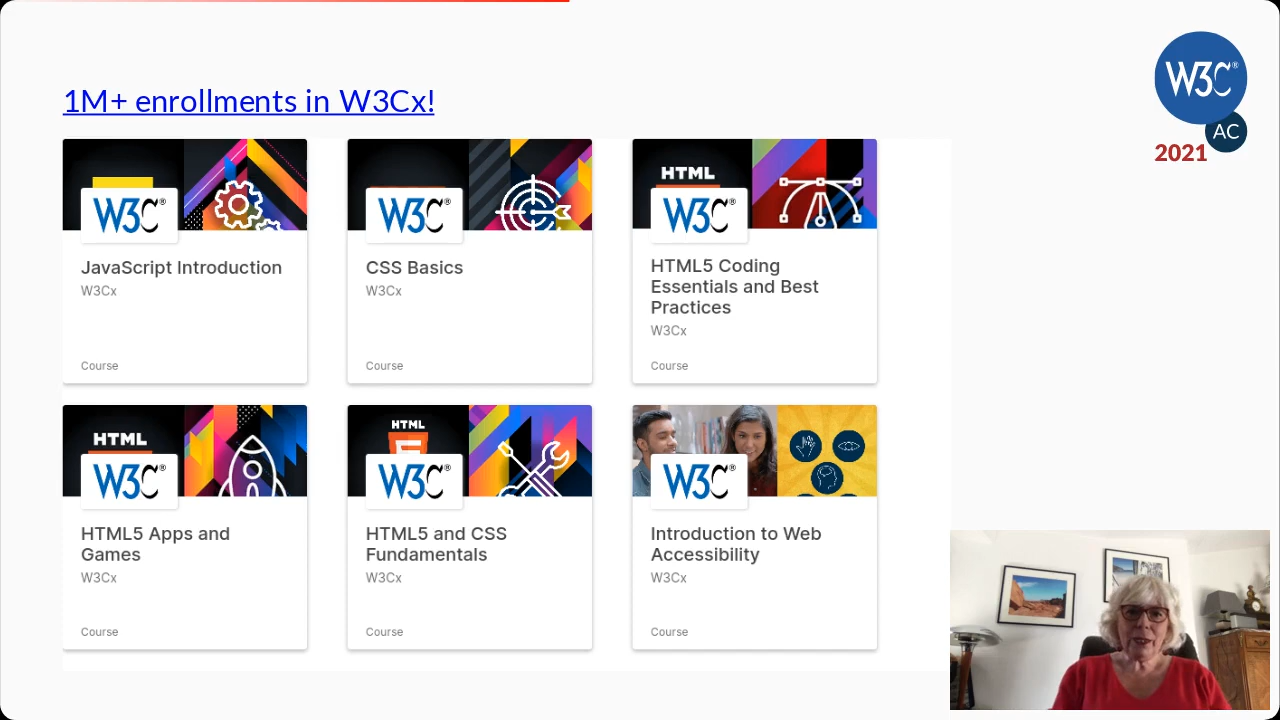 1M+ enrollments in W3Cx!
W3C®
AC
2021
W3C®
JavaScript Introduction
W3Cx
Course
W3C®
CSS Basics
W3Cx
Course
HTML
W3C®
HTML5 Coding
Essentials and Best
Practices
W3Cx
Course
HTML
W3C®
HTML5 Apps and
Games
W3Cx
Course
HTML
W3C®
HTML5 and CSS
Fundamentals
W3Cx
Course
W3C®
Introduction to Web
Accessibility
W3Cx
Course